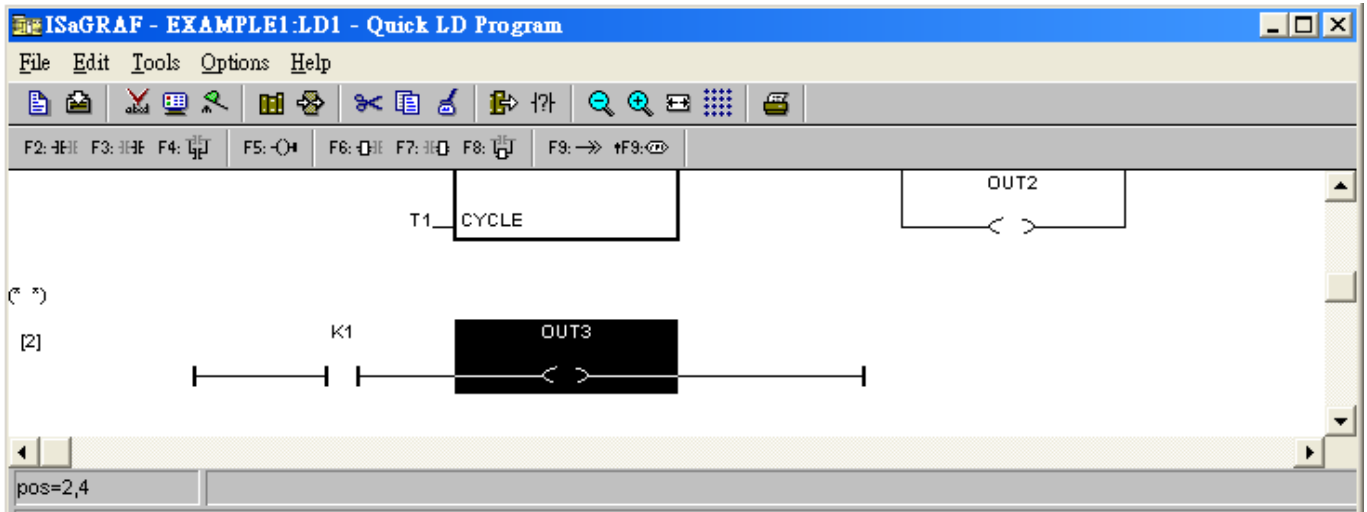 ISaGRAF - EXAMPLE1:LD1 - Quick LD Program
File Edit Tools Options Help
abcd
?
F2: F3: F4: F5: F6: F7: F8: F9: F9:
OUT2
T1 CYCLE
(* *)
[2] K1 OUT3
pos=2,4